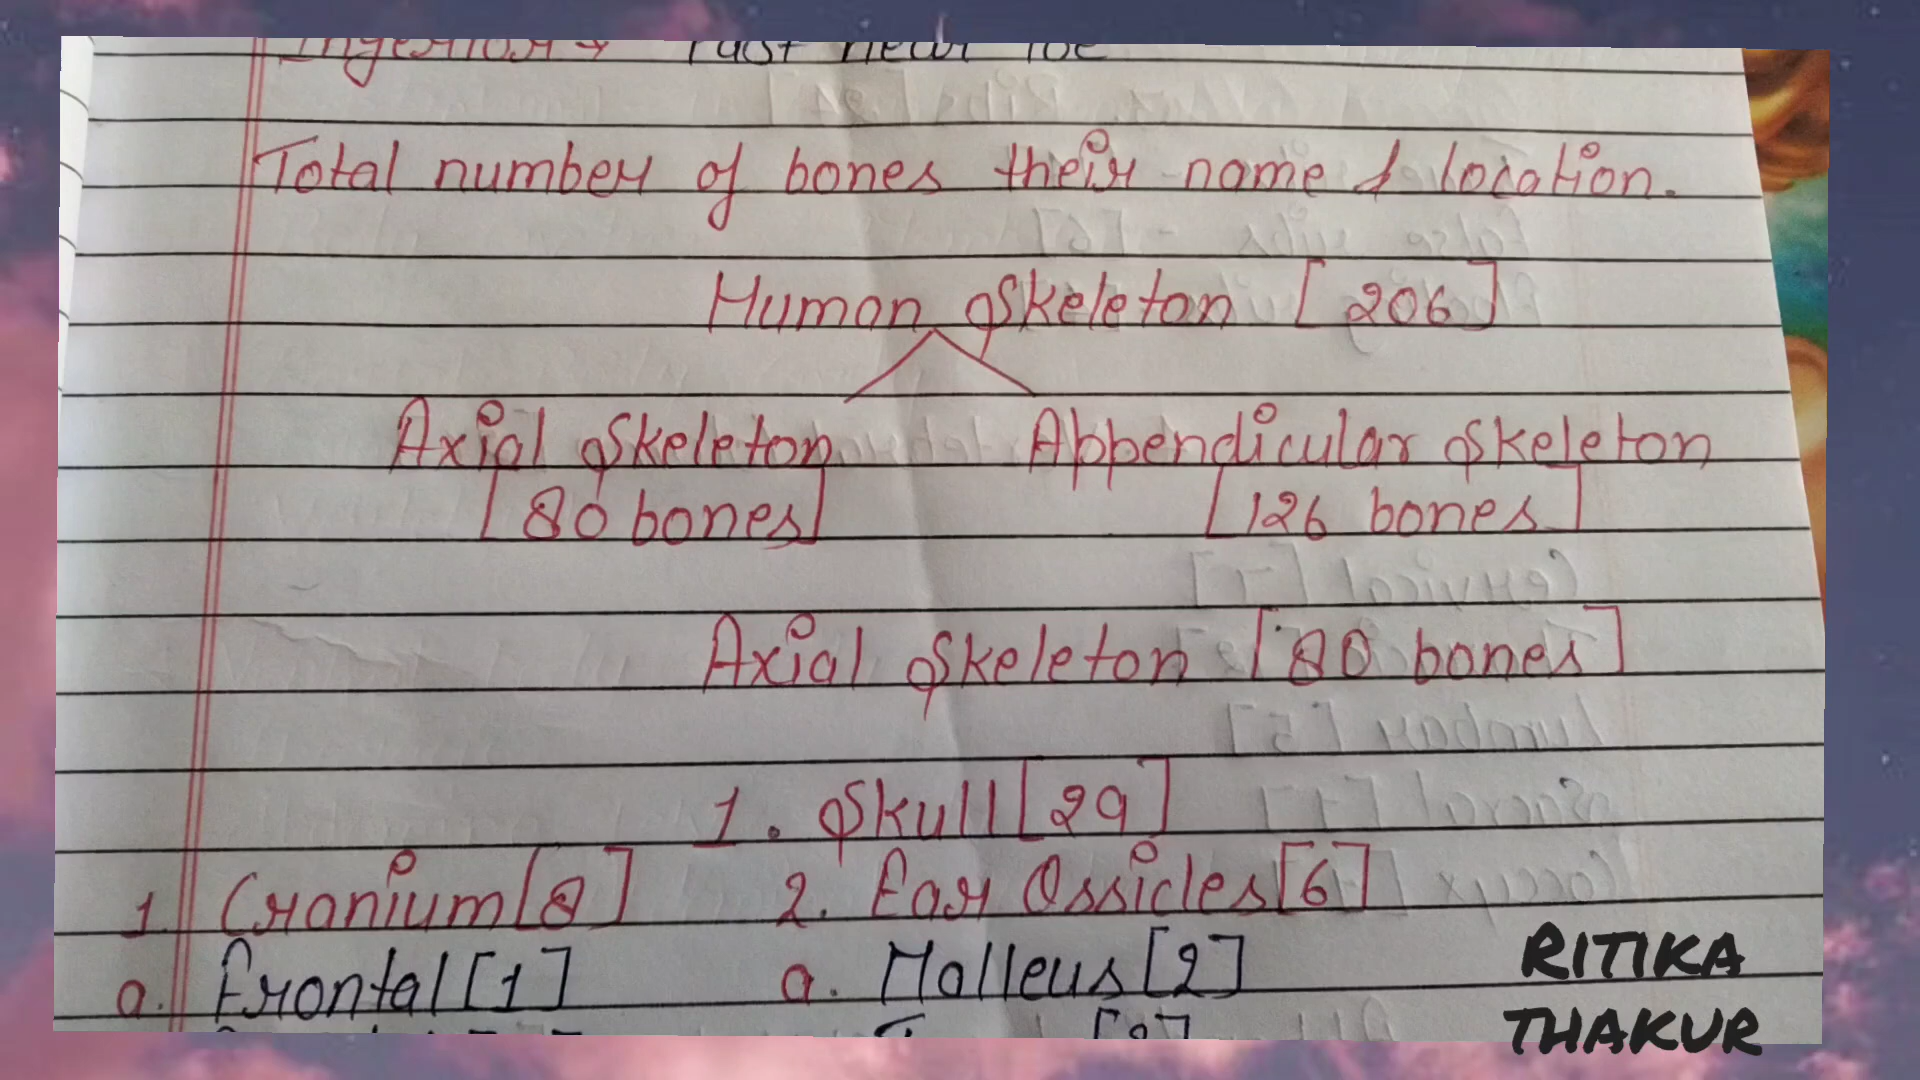 Total number of bones their name & location.
Human Skeleton [206]
Axial Skeleton Appendicular Skeleton
[80 bones] [126 bones]
Axial Skeleton [80 bones]
1. Skull [29]
1. Cranium [8] 2. Ear Ossicles [6]
a. Frontal [1] a. Malleus [2]
RITIKA
THAKUR